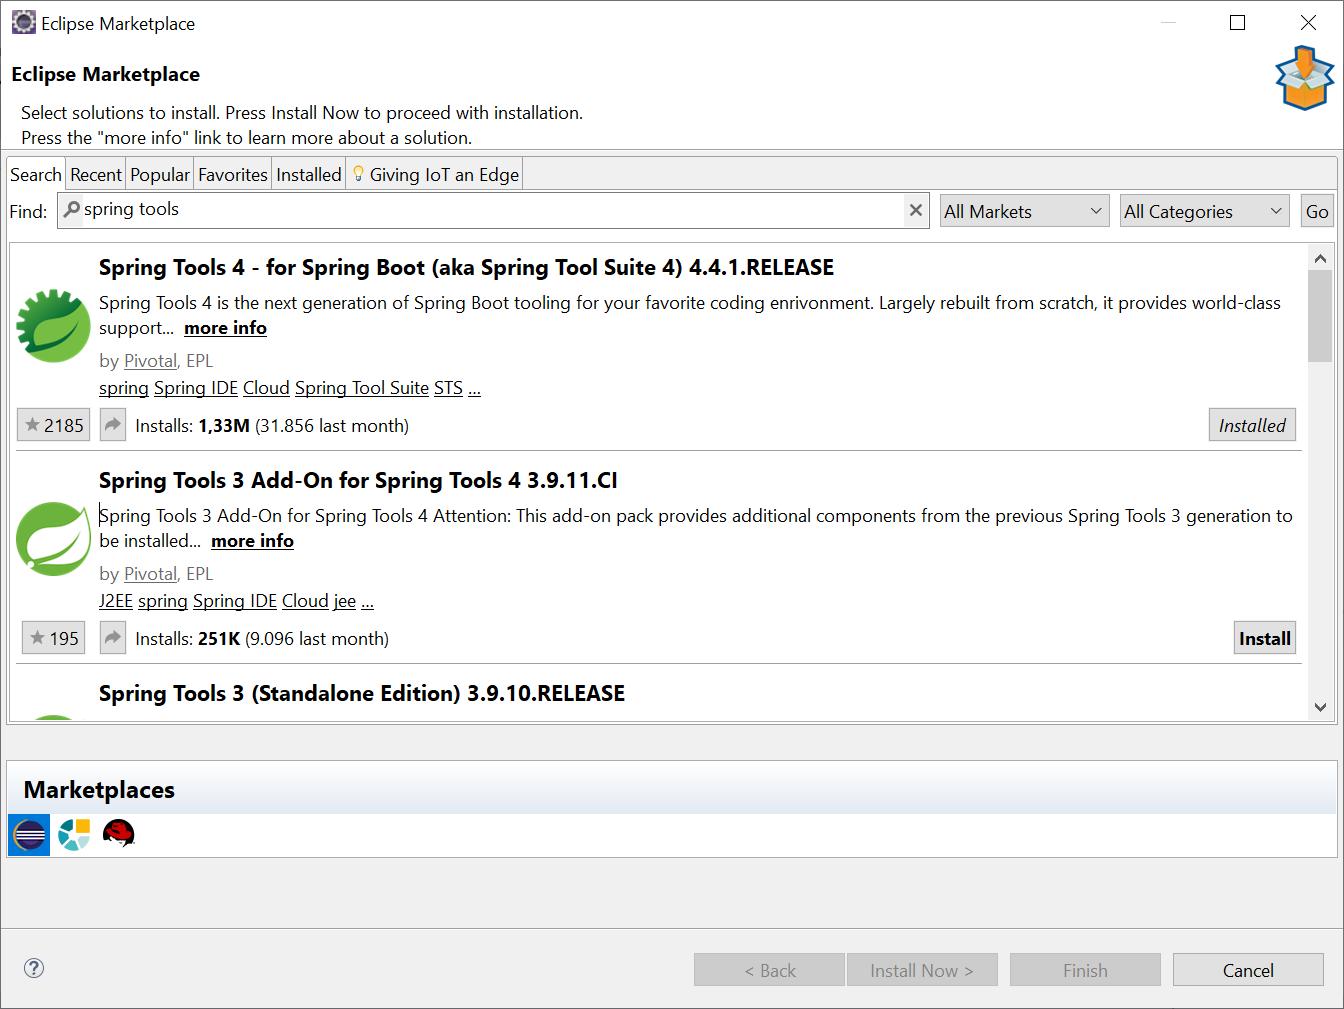 Eclipse Marketplace
Eclipse Marketplace
Select solutions to install. Press Install Now to proceed with installation.
Press the "more info" link to learn more about a solution.
Search Recent Popular Favorites Installed Giving IoT an Edge
Find: spring tools All Markets All Categories Go
Spring Tools 4 - for Spring Boot (aka Spring Tool Suite 4) 4.4.1.RELEASE
Spring Tools 4 is the next generation of Spring Boot tooling for your favorite coding enrivonment. Largely rebuilt from scratch, it provides world-class
support... more info
by Pivotal, EPL
spring Spring IDE Cloud Spring Tool Suite STS ...
2185 Installs: 1,33M (31.856 last month) Installed
Spring Tools 3 Add-On for Spring Tools 4 3.9.11.CI
Spring Tools 3 Add-On for Spring Tools 4 Attention: This add-on pack provides additional components from the previous Spring Tools 3 generation to
be installed... more info
by Pivotal, EPL
J2EE spring Spring IDE Cloud jee ...
195 Installs: 251K (9.096 last month) Install
Spring Tools 3 (Standalone Edition) 3.9.10.RELEASE
Marketplaces
? < Back Install Now > Finish Cancel